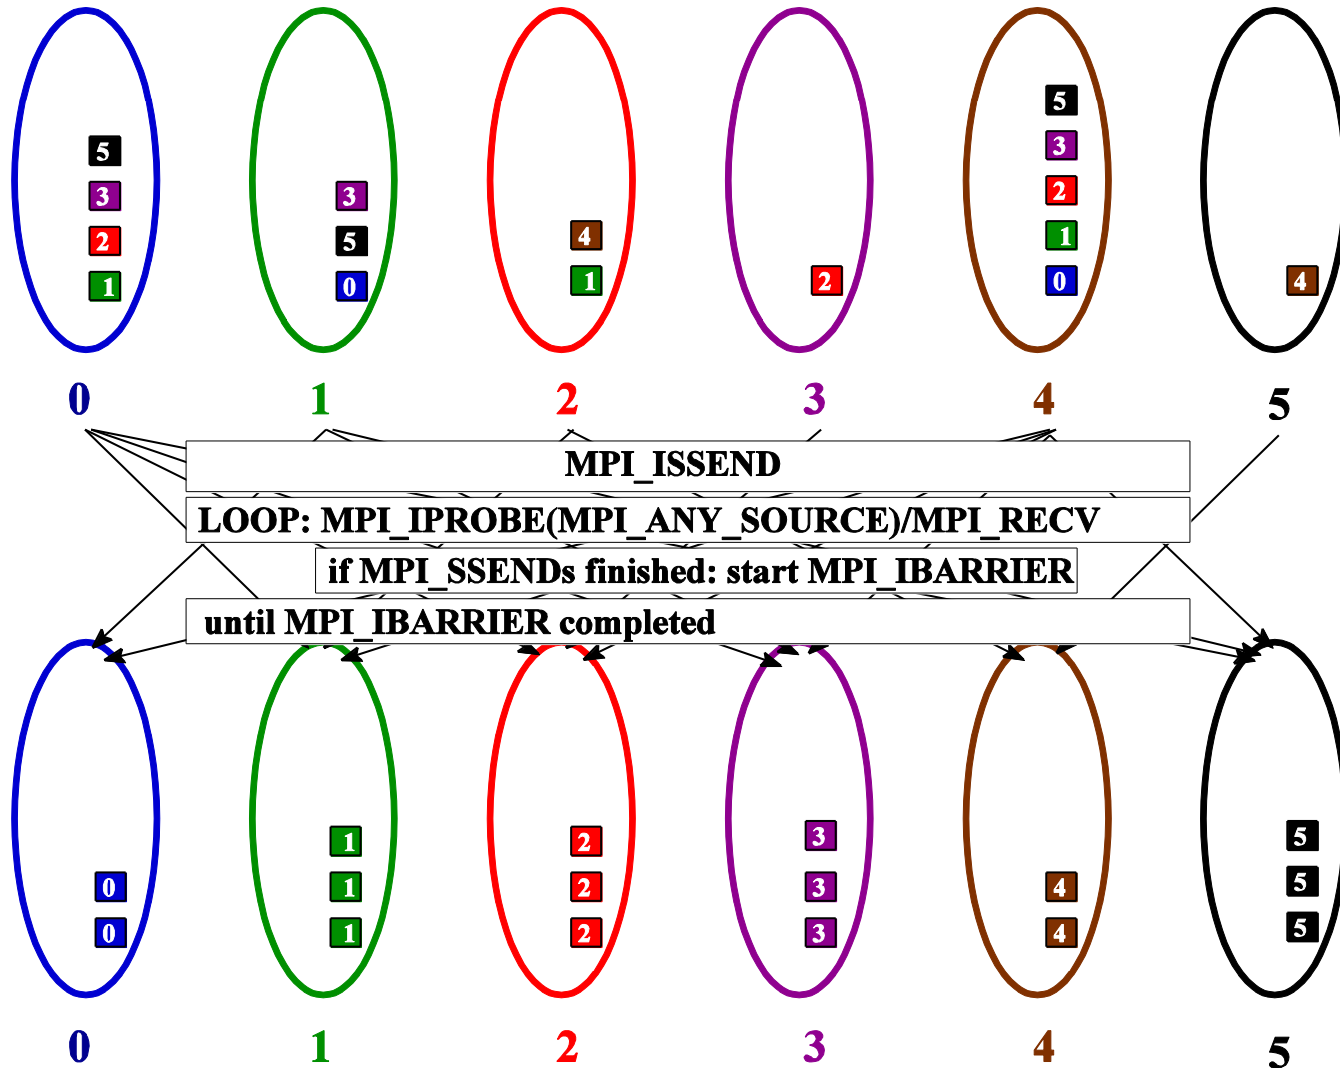 5
5 3
3 3 2
2 5 4 1
1 0 1 2 0 4
0 1 2 3 4 5
MPI_ISSEND
LOOP: MPI_IPROBE(MPI_ANY_SOURCE)/MPI_RECV
if MPI_SSENDs finished: start MPI_IBARRIER
until MPI_IBARRIER completed
1 2 3 5
0 1 2 3 4 5
0 1 2 3 4 5
0 1 2 3 4 5